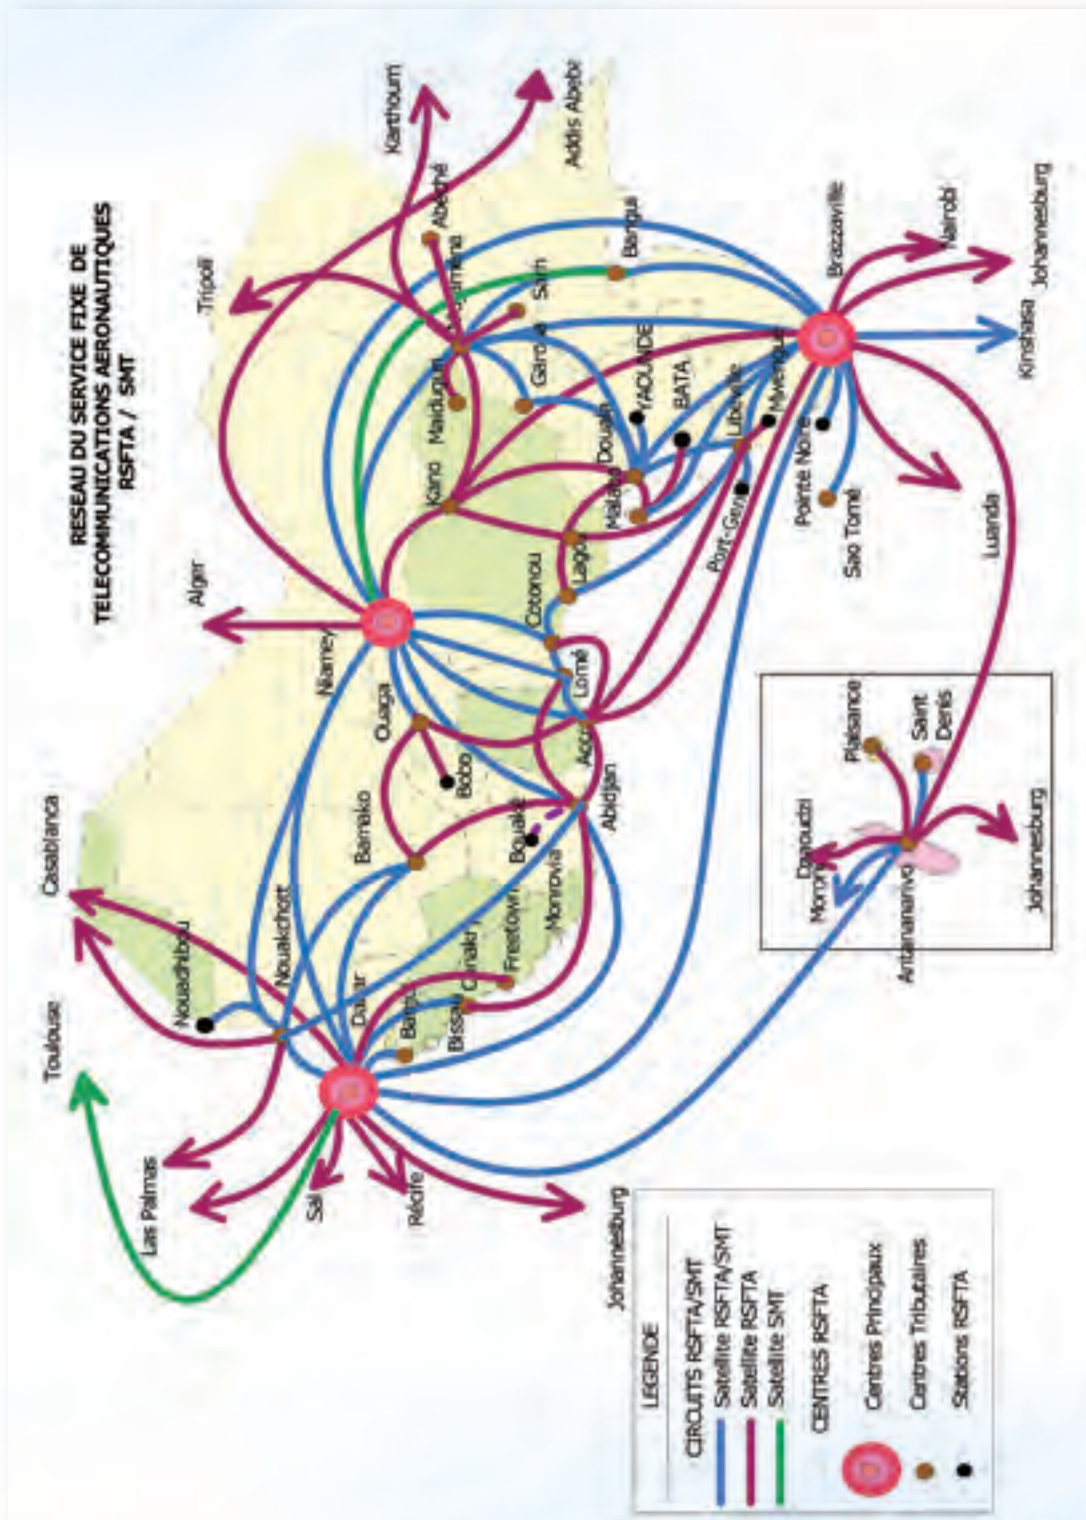 RESEAU DU SERVICE FIXE DE
TELECOMMUNICATIONS AERONAUTIQUES
RSFTA / SMT
Toulouse
Casablanca
Las Palmas
Alger
Tripoli
Karthoum
Addis Abeba
Nouadhibou
Nouakchott
Niamey
Sal
Récife
Johannesburg
Dakar
Bissau
Conakry
Freetown
Monrovia
Bamako
Ouaga
Bobo
Bouaké
Abidjan
Accra
Lomé
Cotonou
Lagos
Kano
Maiduguri
Abéché
Sarh
Garoua
Bangui
Malabo
Douala
YAOUNDE
BATA
Libreville
Mvengue
Port-Gentil
Pointe Noire
Sao Tomé
Brazzaville
Nairobi
Johannesburg
Kinshasa
Luanda
Plaisance
Saint
Denis
Dzaoudzi
Moroni
Antananarivo
Johannesburg
LEGENDE
CIRCUITS RSFTA/SMT
Satellite RSFTA/SMT
Satellite RSFTA
Satellite SMT
CENTRES RSFTA
Centres Principaux
Centres Tributaires
Stations RSFTA